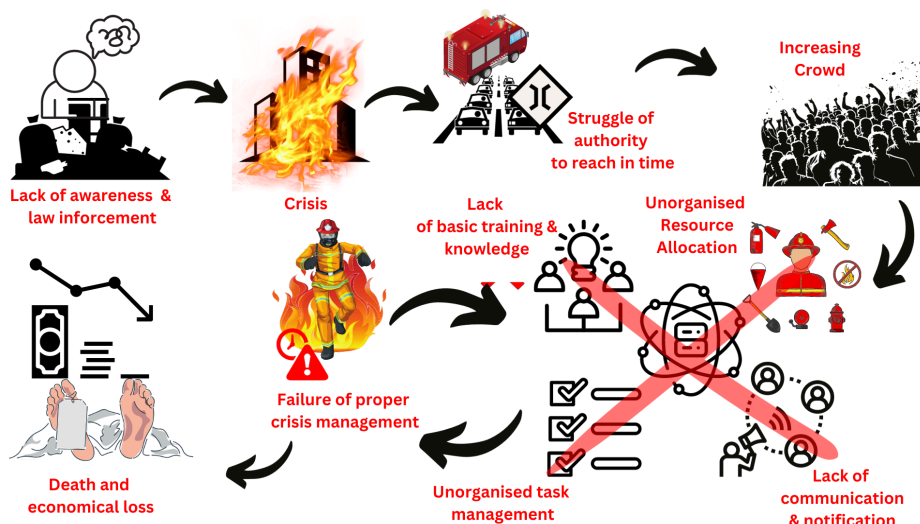 Lack of awareness &
law inforcement
Crisis
Struggle of
authority
to reach in time
Increasing
Crowd
Unorganised
Resource
Allocation
Lack
of basic training &
knowledge
Failure of proper
crisis management
Unorganised task
management
Lack of
communication
& notification
Death and
economical loss